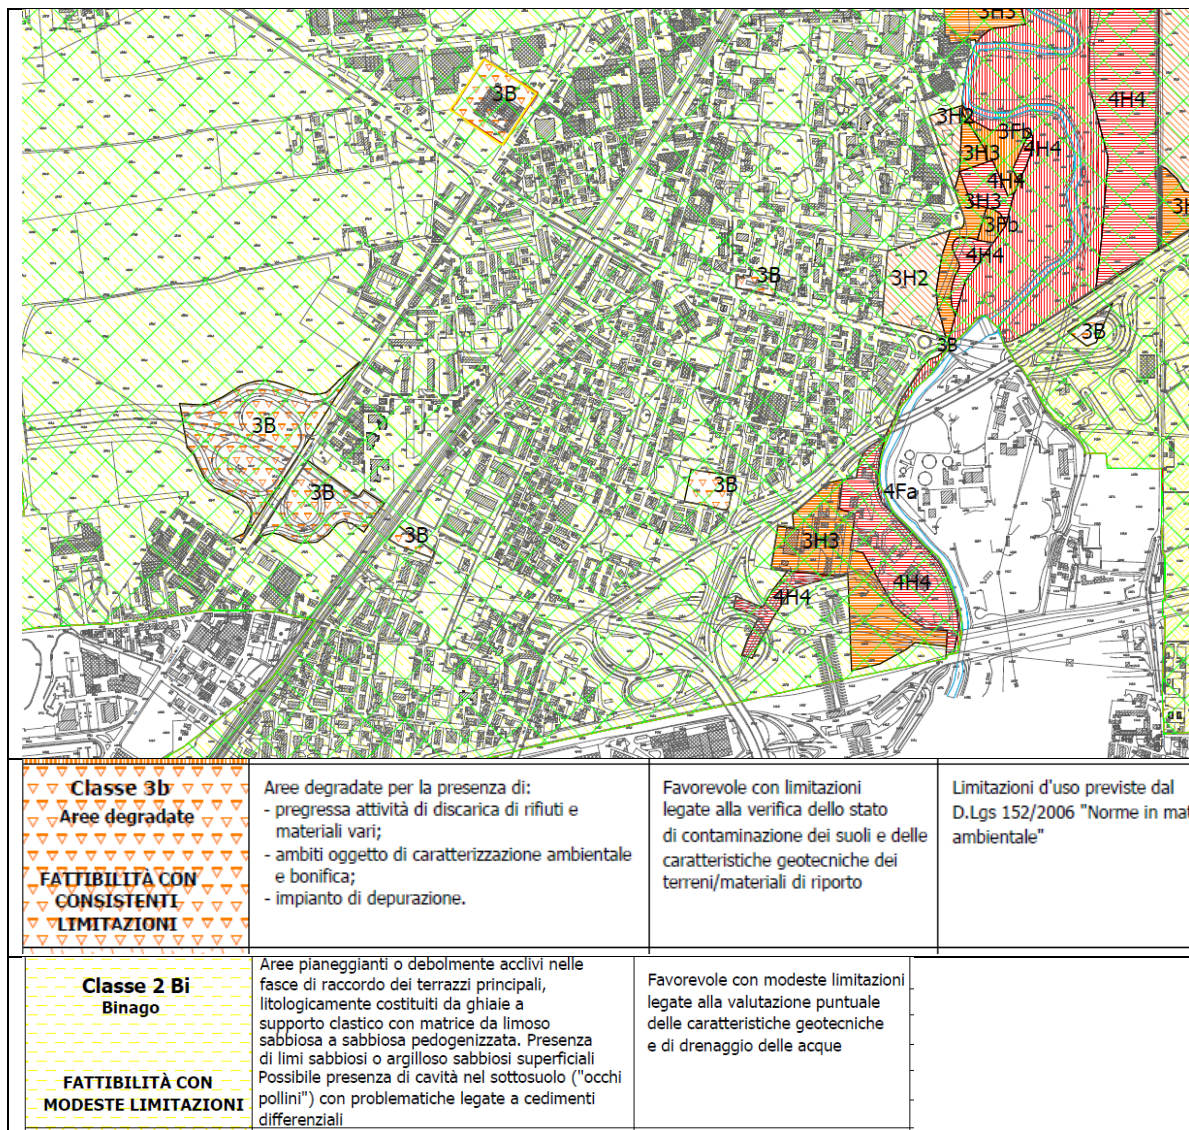 3H3
3B
4H4
3H2
3Fb
4H4
3H3
4H4
3H3
3Fb
4H4
3B
3H2
3B
3B
3B
3B
3B
3B
4Fa
3H3
4H4
4H4
Classe 3b
Aree degradate
FATTIBILITÀ CON
CONSISTENTI
LIMITAZIONI
Aree degradate per la presenza di:
- pregressa attività di discarica di rifiuti e
materiali vari;
- ambiti oggetto di caratterizzazione ambientale
e bonifica;
- impianto di depurazione.
Favorevole con limitazioni
legate alla verifica dello stato
di contaminazione dei suoli e delle
caratteristiche geotecniche dei
terreni/materiali di riporto
Limitazioni d'uso previste dal
D.Lgs 152/2006 "Norme in mat
ambientale"
Classe 2 Bi
Binago
FATTIBILITÀ CON
MODESTE LIMITAZIONI
Aree pianeggianti o debolmente acclivi nelle
fasce di raccordo dei terrazzi principali,
litologicamente costituiti da ghiaie a
supporto clastico con matrice da limoso
sabbiosa a sabbiosa pedogenizzata. Presenza
di limi sabbiosi o argilloso sabbiosi superficiali
Possibile presenza di cavità nel sottosuolo ("occhi
pollini") con problematiche legate a cedimenti
differenziali
Favorevole con modeste limitazioni
legate alla valutazione puntuale
delle caratteristiche geotecniche
e di drenaggio delle acque